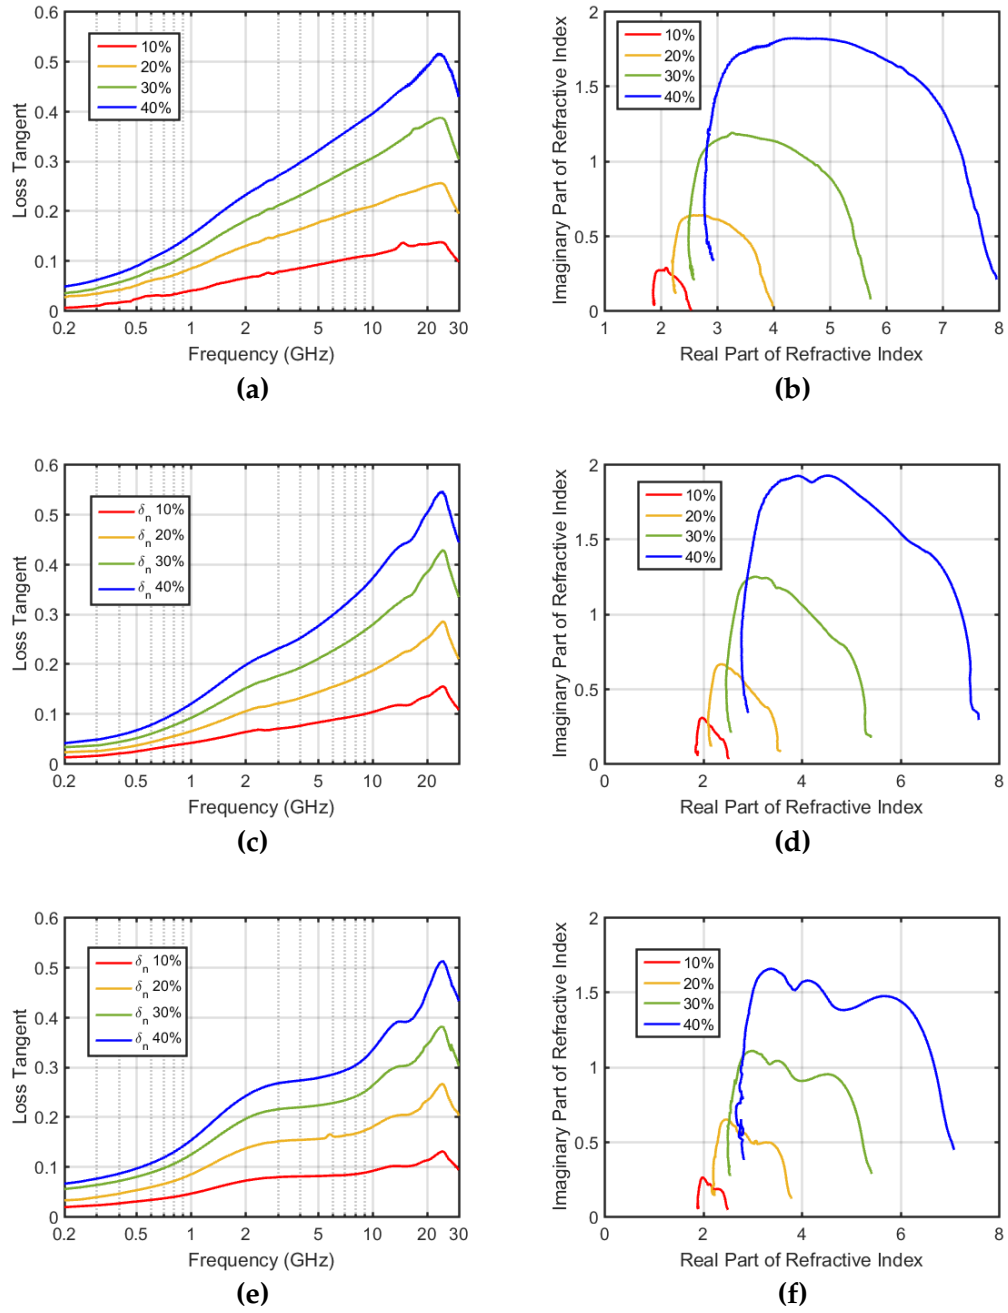 0.6
0.5
0.4
0.3
0.2
0.1
0
10%
20%
30%
40%
Loss Tangent
0.2 0.5 1 2 5 10 20 30
Frequency (GHz)
(a)
2
1.5
1
0.5
0
10%
20%
30%
40%
Imaginary Part of Refractive Index
1 2 3 4 5 6 7 8
Real Part of Refractive Index
(b)
0.6
0.5
0.4
0.3
0.2
0.1
0
δn 10%
δn 20%
δn 30%
δn 40%
Loss Tangent
0.2 0.5 1 2 5 10 20
Frequency (GHz)
(c)
2
1.5
1
0.5
0
10%
20%
30%
40%
Imaginary Part of Refractive Index
0 2 4 6 8
Real Part of Refractive Index
(d)
0.6
0.5
0.4
0.3
0.2
0.1
0
δn 10%
δn 20%
δn 30%
δn 40%
Loss Tangent
0.2 0.5 1 2 5 10 20 30
Frequency (GHz)
(e)
2
1.5
1
0.5
0
10%
20%
30%
40%
Imaginary Part of Refractive Index
0 2 4 6 8
Real Part of Refractive Index
(f)